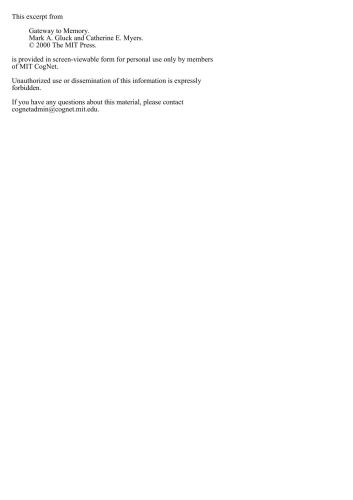 This excerpt from
Gateway to Memory.
Mark A. Gluck and Catherine E. Myers.
© 2000 The MIT Press.
is provided in screen-viewable form for personal use only by members
of MIT CogNet.
Unauthorized use or dissemination of this information is expressly
forbidden.
If you have any questions about this material, please contact
cognetadmin@cognet.mit.edu.